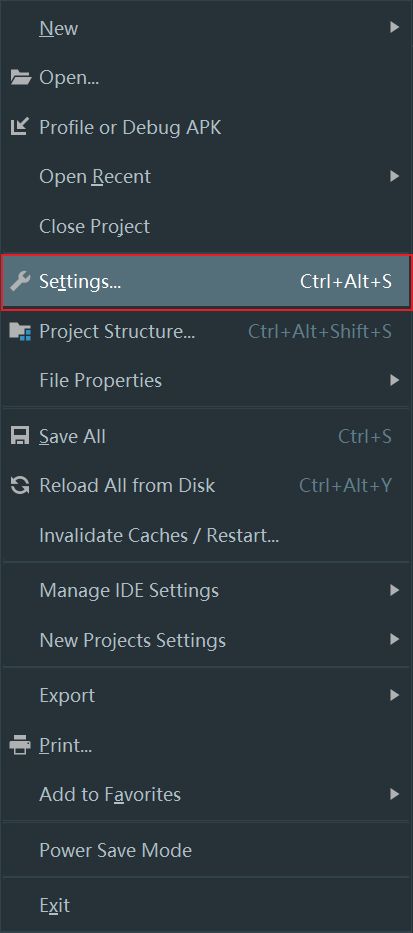 New
Open...
Profile or Debug APK
Open Recent
Close Project
Settings... Ctrl+Alt+S
Project Structure... Ctrl+Alt+Shift+S
File Properties
Save All Ctrl+S
Reload All from Disk Ctrl+Alt+Y
Invalidate Caches / Restart...
Manage IDE Settings
New Projects Settings
Export
Print...
Add to Favorites
Power Save Mode
Exit